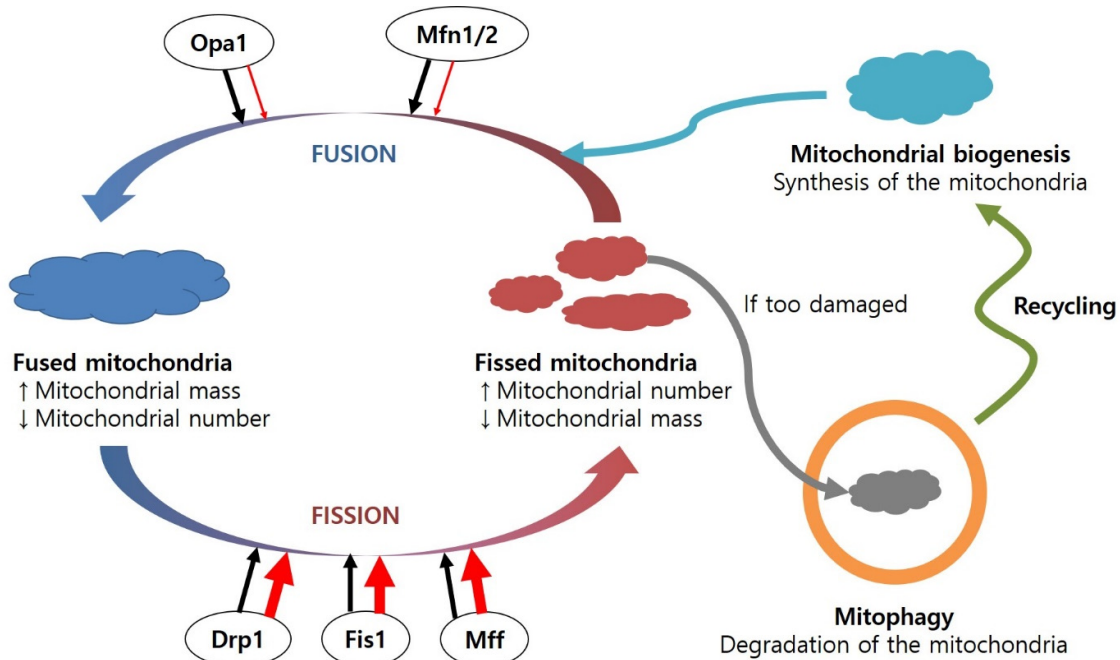 Opa1
Mfn1/2
FUSION
Mitochondrial biogenesis
Synthesis of the mitochondria
If too damaged
Recycling
Fused mitochondria
↑ Mitochondrial mass
↓ Mitochondrial number
Fissed mitochondria
↑ Mitochondrial number
↓ Mitochondrial mass
FISSION
Drp1
Fis1
Mff
Mitophagy
Degradation of the mitochondria